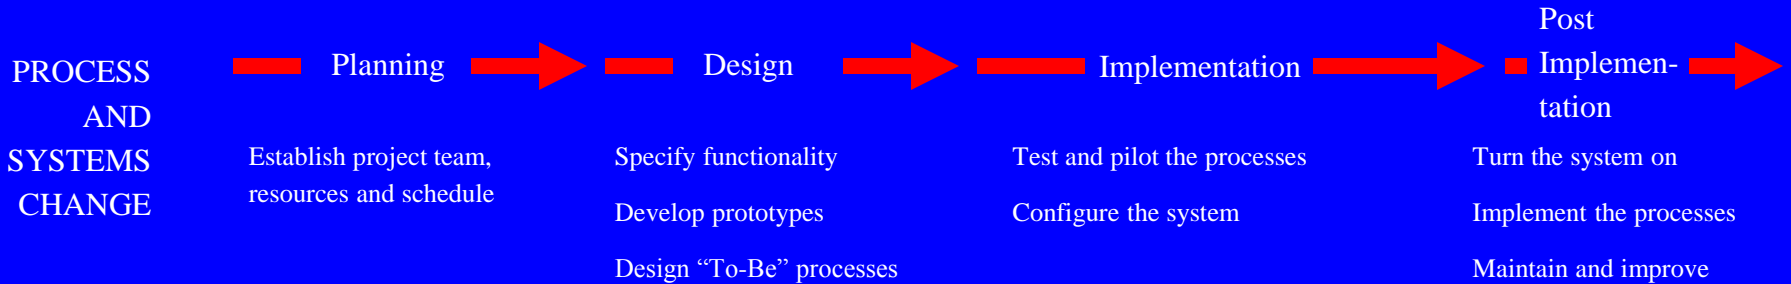 PROCESS
AND
SYSTEMS
CHANGE
Planning
Design
Implementation
Post
Implemen-
tation
Establish project team,
resources and schedule
Specify functionality
Develop prototypes
Design “To-Be” processes
Test and pilot the processes
Configure the system
Turn the system on
Implement the processes
Maintain and improve